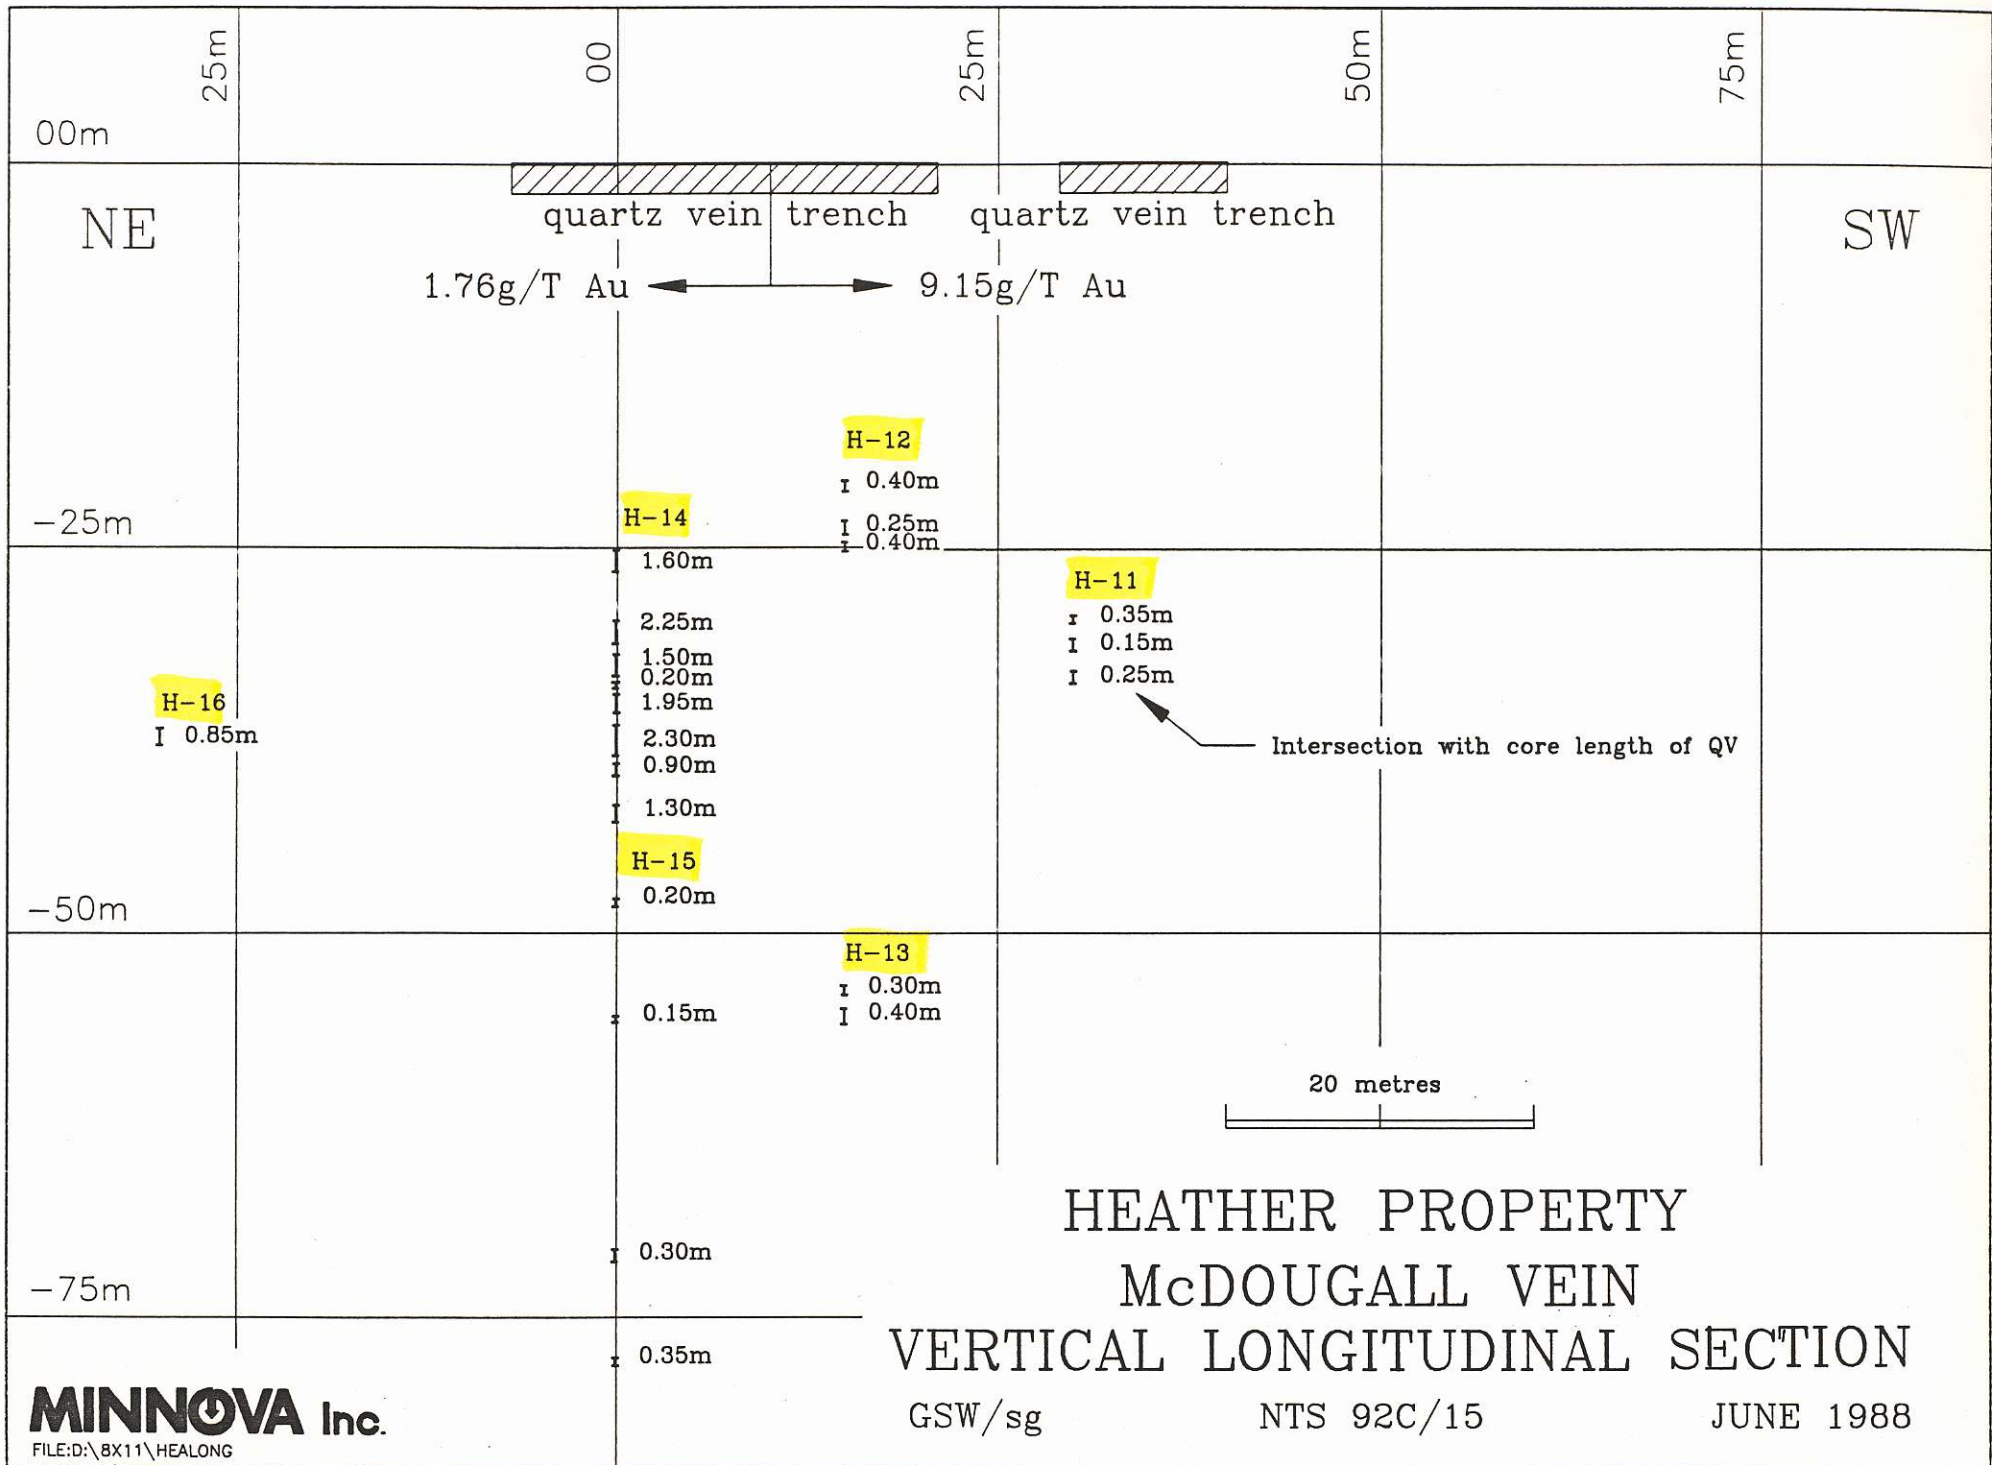 25m
00
25m
50m
75m
00m
NE
quartz vein trench
quartz vein trench
SW
1.76g/T Au
9.15g/T Au
H-12
0.40m
0.25m
0.40m
-25m
H-14
1.60m
2.25m
1.50m
0.20m
1.95m
2.30m
0.90m
1.30m
H-11
0.35m
0.15m
0.25m
Intersection with core length of QV
H-16
0.85m
H-15
0.20m
0.15m
0.30m
0.35m
-50m
H-13
0.30m
0.40m
20 metres
-75m
HEATHER PROPERTY
McDOUGALL VEIN
VERTICAL LONGITUDINAL SECTION
GSW/sg NTS 92C/15 JUNE 1988
MINNOVA Inc.
FILE:D:\8X11\HEALONG